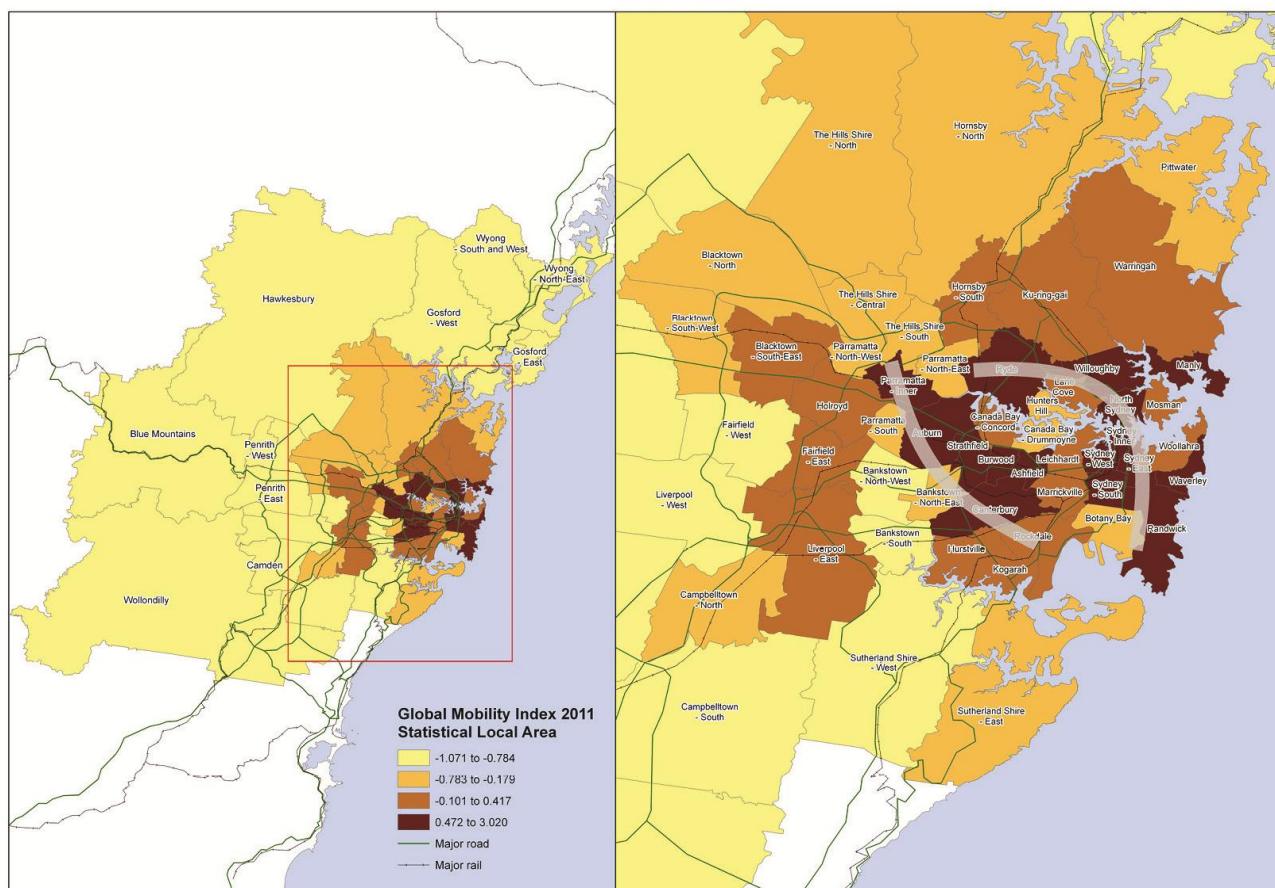 Hawkesbury
Wyong
- South and West
Wyong
- North-East
Gosford
- West
Gosford
- East
Blue Mountains
Penrith
- West
Penrith
- East
Camden
Wollondilly
Global Mobility Index 2011
Statistical Local Area
-1.071 to -0.784
-0.783 to -0.179
-0.101 to 0.417
0.472 to 3.020
Major road
Major rail
The Hills Shire
- North
Hornsby
- North
Pittwater
Blacktown
- North
Warringah
Hornsby
- South
Ku-ring-gai
The Hills Shire
- Central
Blacktown
- South-West
The Hills Shire
- South
Blacktown
- South-East
Parramatta
- North-West
Parramatta
- North-East
Ryde
Willoughby
Manly
Parramatta
- Inner
Lane
Cove
Holroyd
Hunters
Hill
North
Sydney
Mosman
Canada Bay
- Concord
Fairfield
- West
Parramatta
- South
Auburn
Canada Bay
- Drummoyne
Sydney
- Inner
Woollahra
Strathfield
Fairfield
- East
Burwood
Leichhardt
Sydney
- West
Sydney
- East
Ashfield
Waverley
Bankstown
- North-West
Liverpool
- West
Bankstown
- North-East
Marrickville
Sydney
- South
Canterbury
Botany Bay
Randwick
Bankstown
- South
Rockdale
Liverpool
- East
Hurstville
Kogarah
Campbelltown
- North
Sutherland Shire
- West
Campbelltown
- South
Sutherland Shire
- East